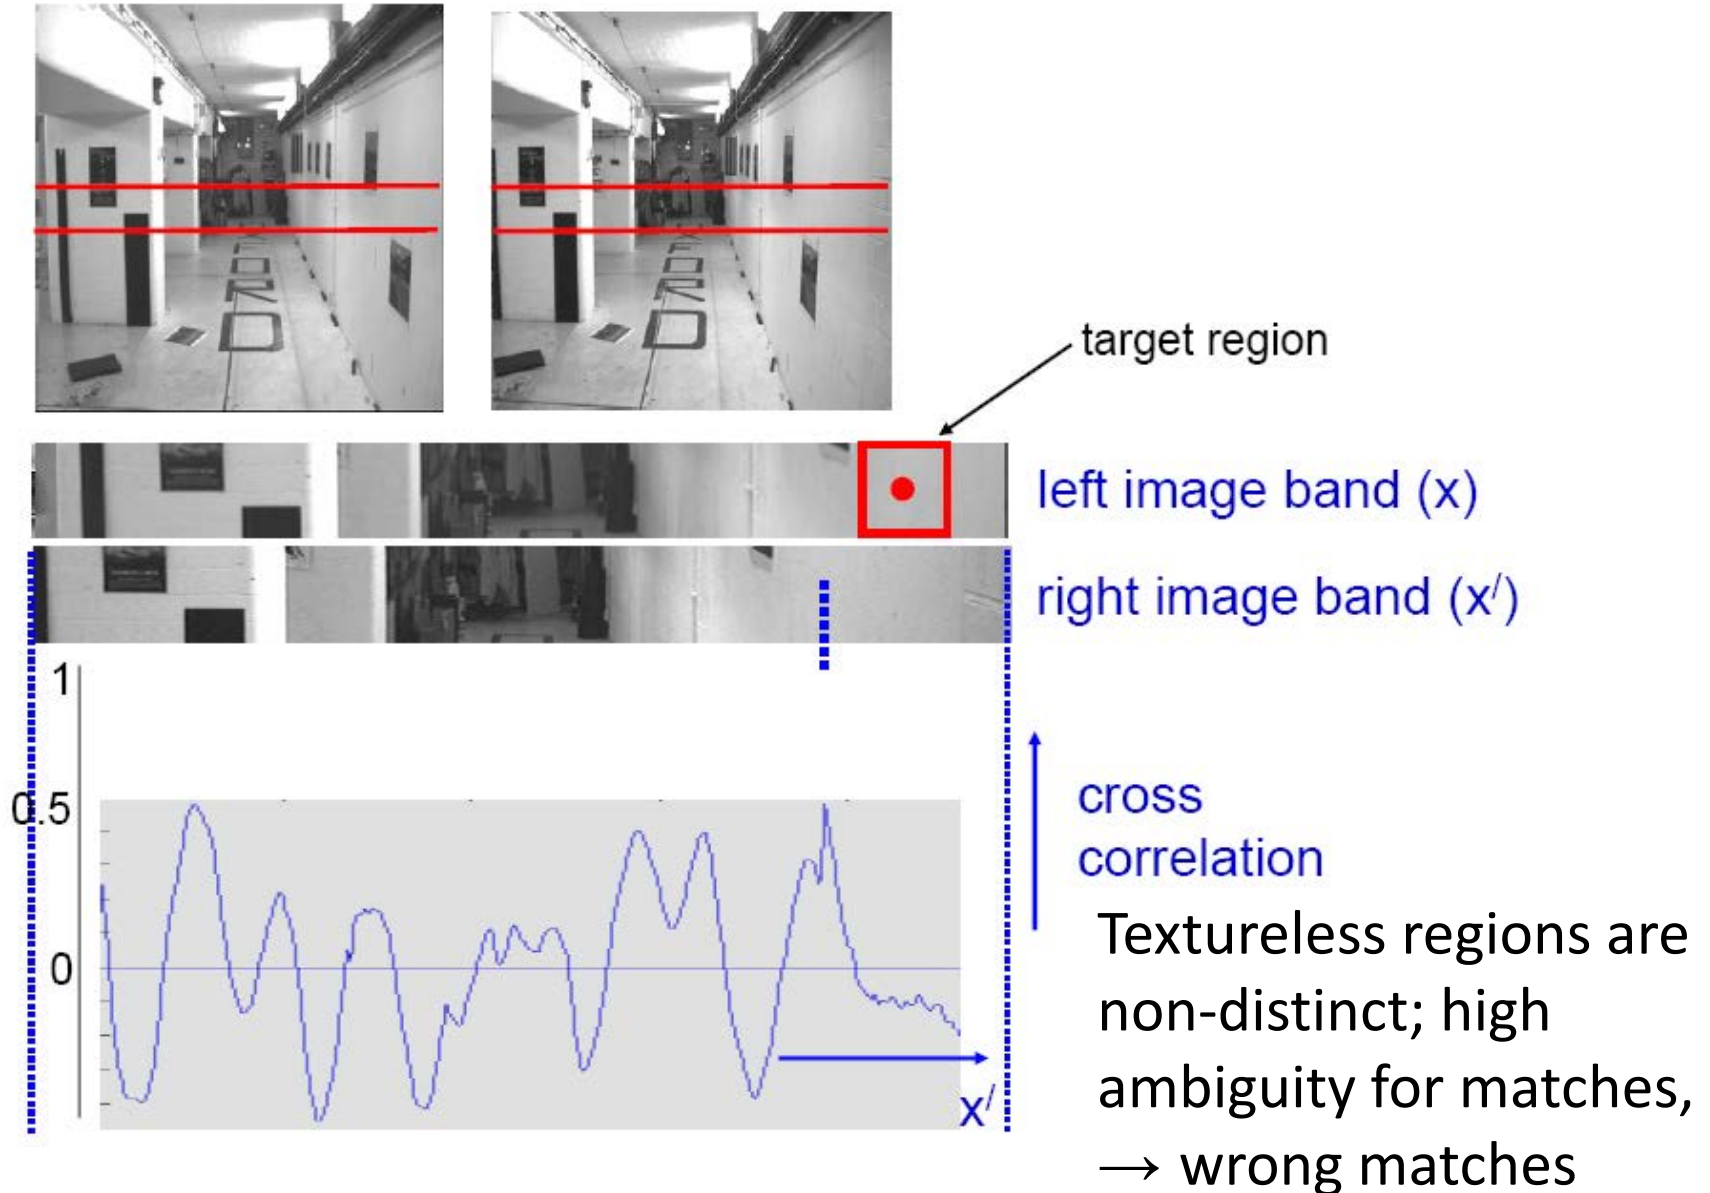 target region
left image band (x)
right image band (x/)
1
0.5
0
cross
correlation
x/
Textureless regions are
non-distinct; high
ambiguity for matches,
→ wrong matches